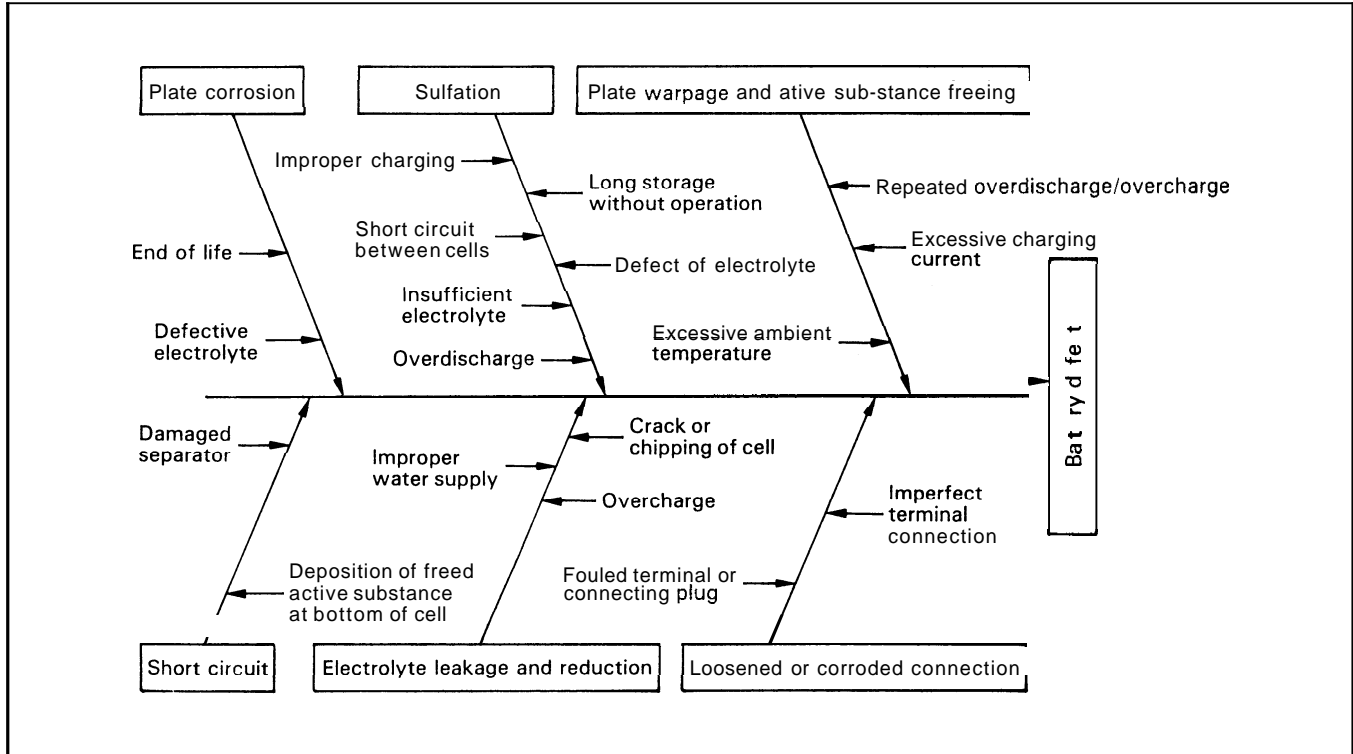 Plate corrosion
Sulfation
Plate warpage and ative sub-stance freeing
Improper charging
Long storage
without operation
Repeated overdischarge/overcharge
Short circuit
between cells
Excessive charging
current
End of life
Defect of electrolyte
Insufficient
electrolyte
Defective
electrolyte
Excessive ambient
temperature
Overdischarge
Bat ry d f e t
Damaged
separator
Crack or
chipping of cell
Improper
water supply
Overcharge
Imperfect
terminal
connection
Deposition of freed
active substance
at bottom of cell
Fouled terminal or
connecting plug
Short circuit
Electrolyte leakage and reduction
Loosened or corroded connection